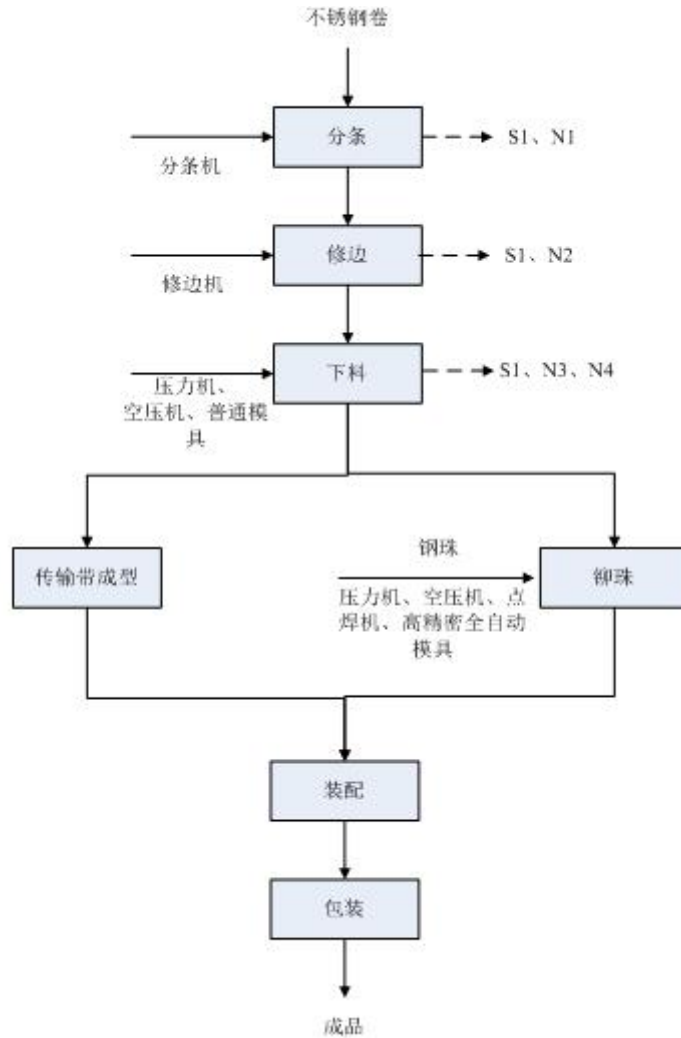 不锈钢卷
分条
S1、N1
分条机
修边
S1、N2
修边机
下料
S1、N3、N4
压力机、
空压机、普通模
具
钢珠
传输带成型
铆珠
压力机、空压机、点
焊机、高精密全自动
模具
装配
包装
成品